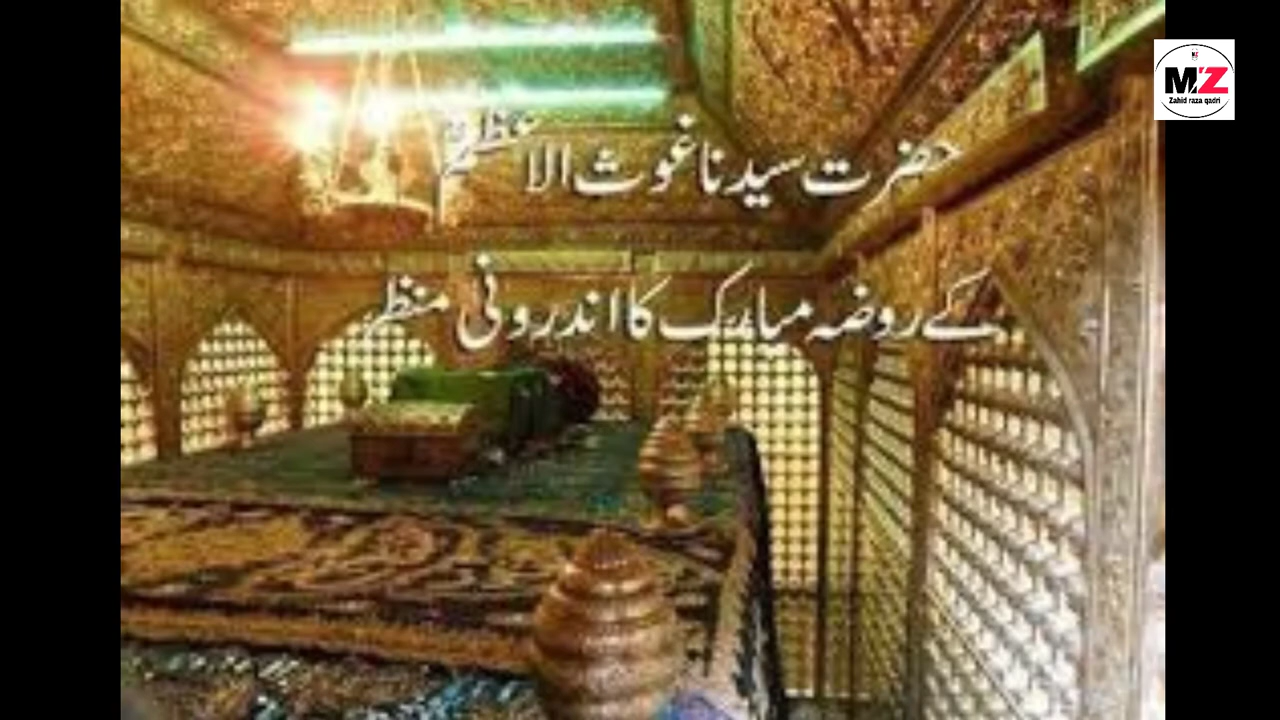 حضرت سیدنا غوث الاعظم
کے روضہ مبارک کا اندرونی منظر
MZ
Zahid raza qadri